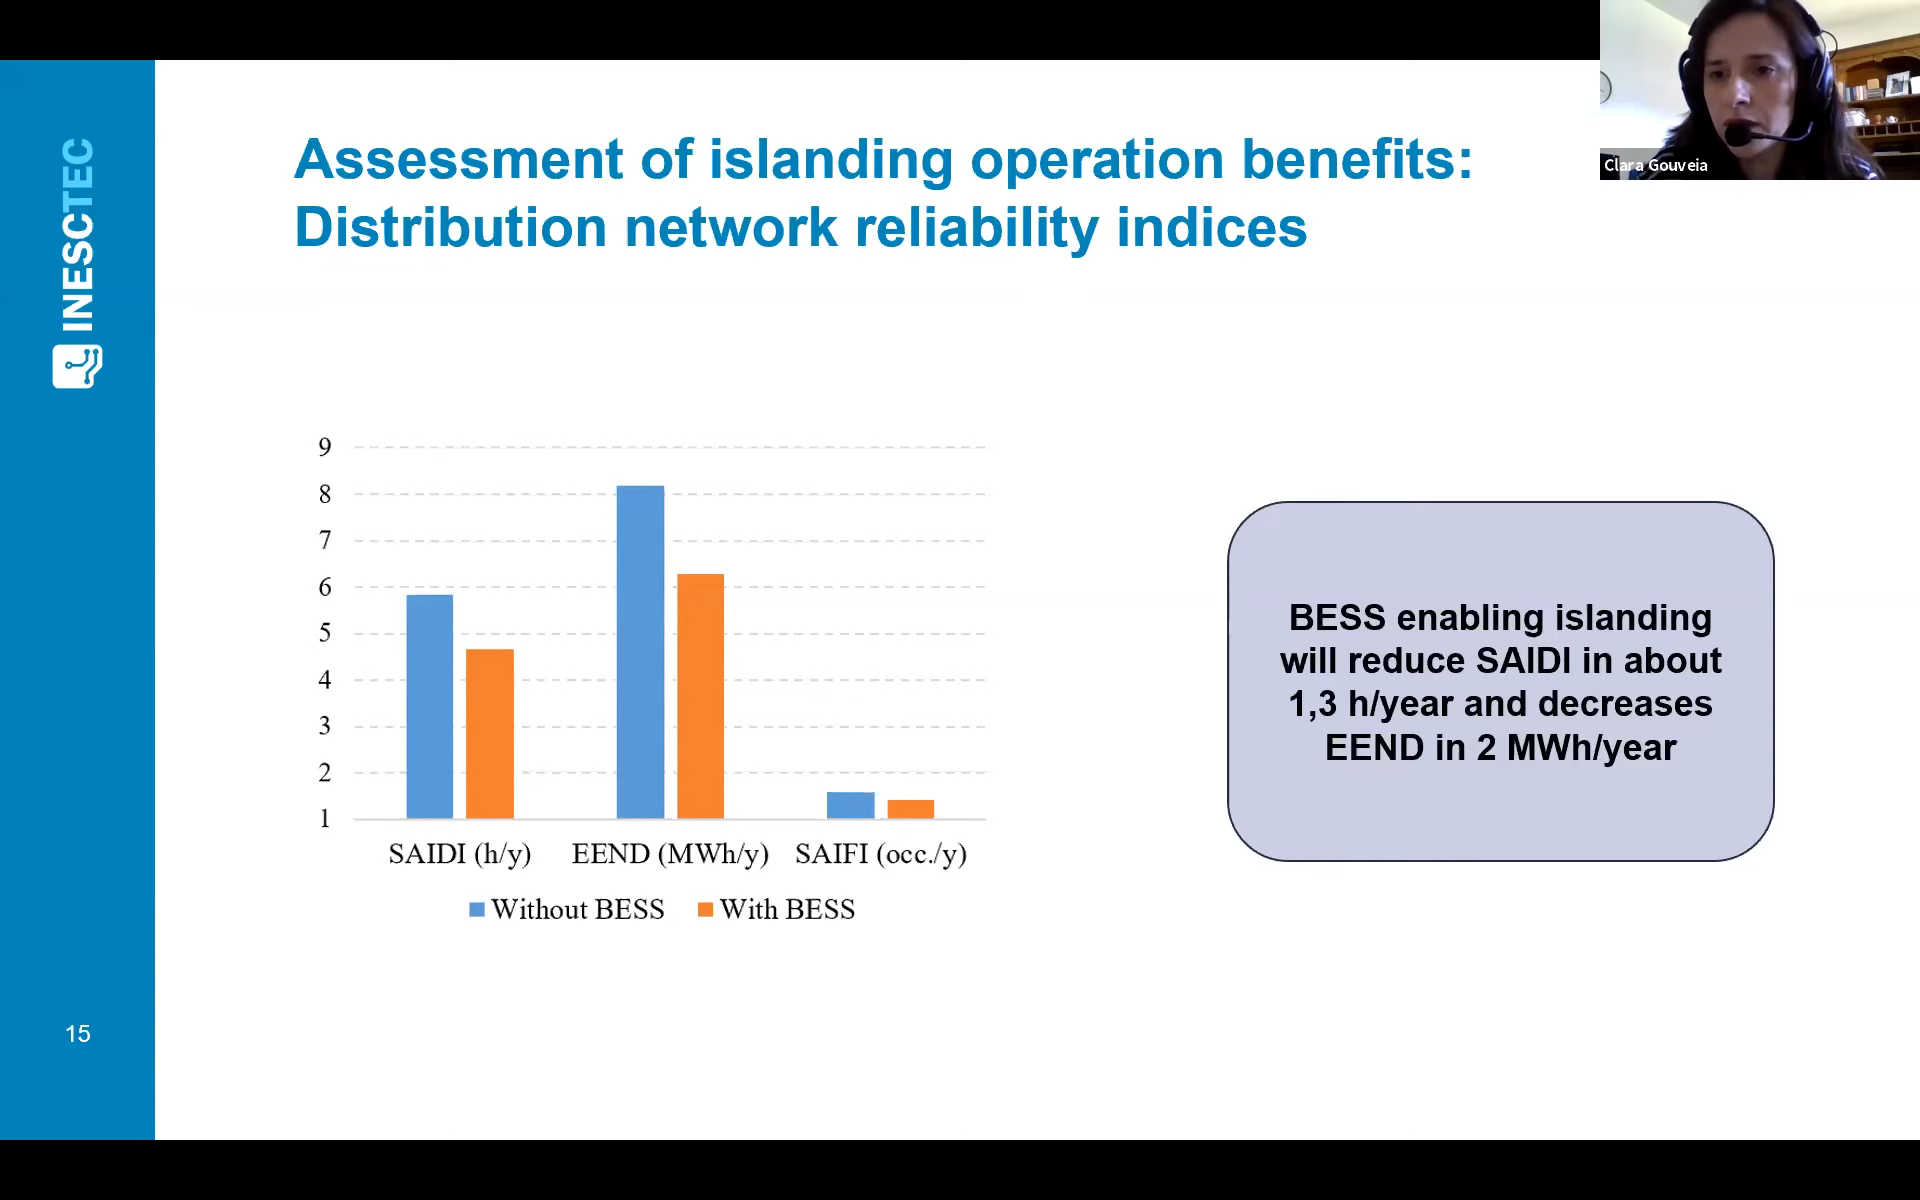 Clara Gouveia
INESCTEC
Assessment of islanding operation benefits:
Distribution network reliability indices
9
8
7
6
5
4
3
2
1
SAIDI (h/y) EEND (MWh/y) SAIFI (occ./y)
Without BESS With BESS
BESS enabling islanding
will reduce SAIDI in about
1,3 h/year and decreases
EEND in 2 MWh/year
15